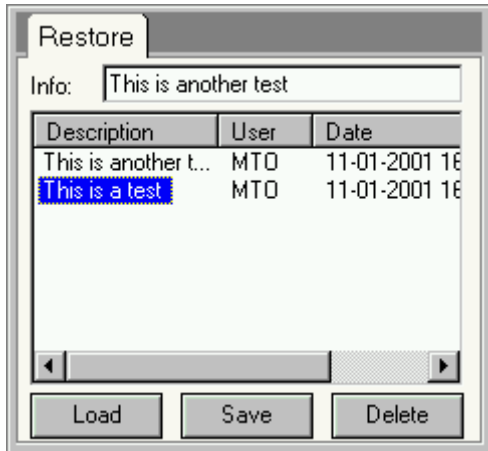 Restore
Info: This is another test
Description User Date
This is another t... MTO 11-01-2001 16
This is a test MTO 11-01-2001 16
Load Save Delete